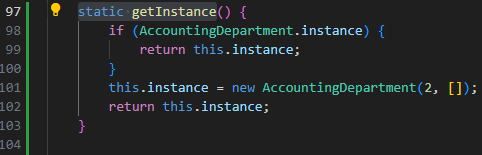 97 static getInstance() {
98 if (AccountingDepartment.instance) {
99 return this.instance;
100 }
101 this.instance = new AccountingDepartment(2, []);
102 return this.instance;
103 }
104